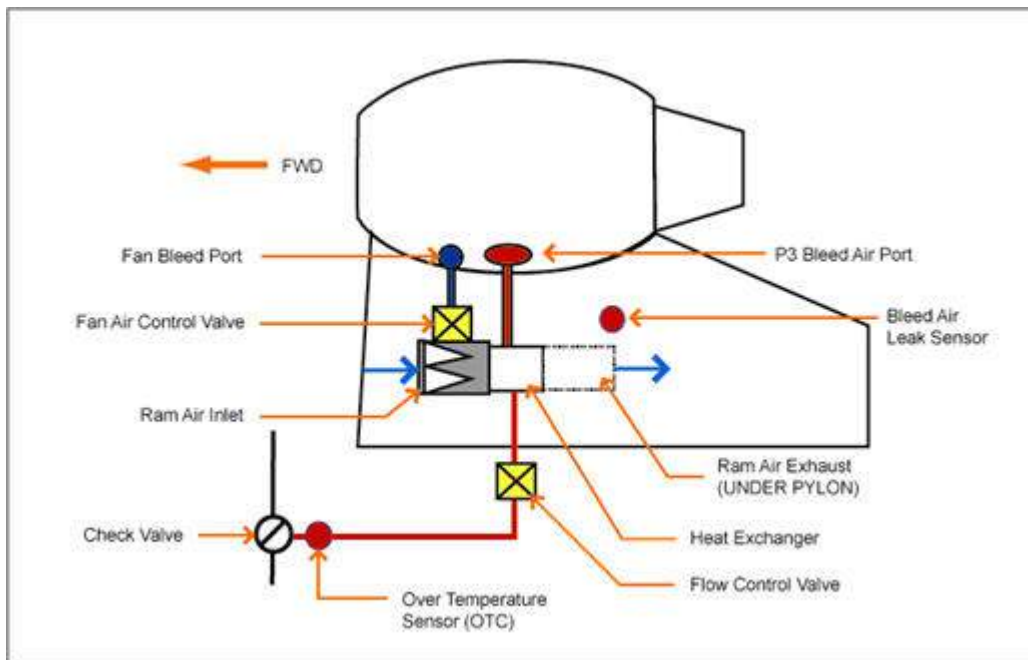 FWD
Fan Bleed Port
P3 Bleed Air Port
Fan Air Control Valve
Bleed Air
Leak Sensor
Ram Air Inlet
Ram Air Exhaust
(UNDER PYLON)
Check Valve
Heat Exchanger
Flow Control Valve
Over Temperature
Sensor (OTC)